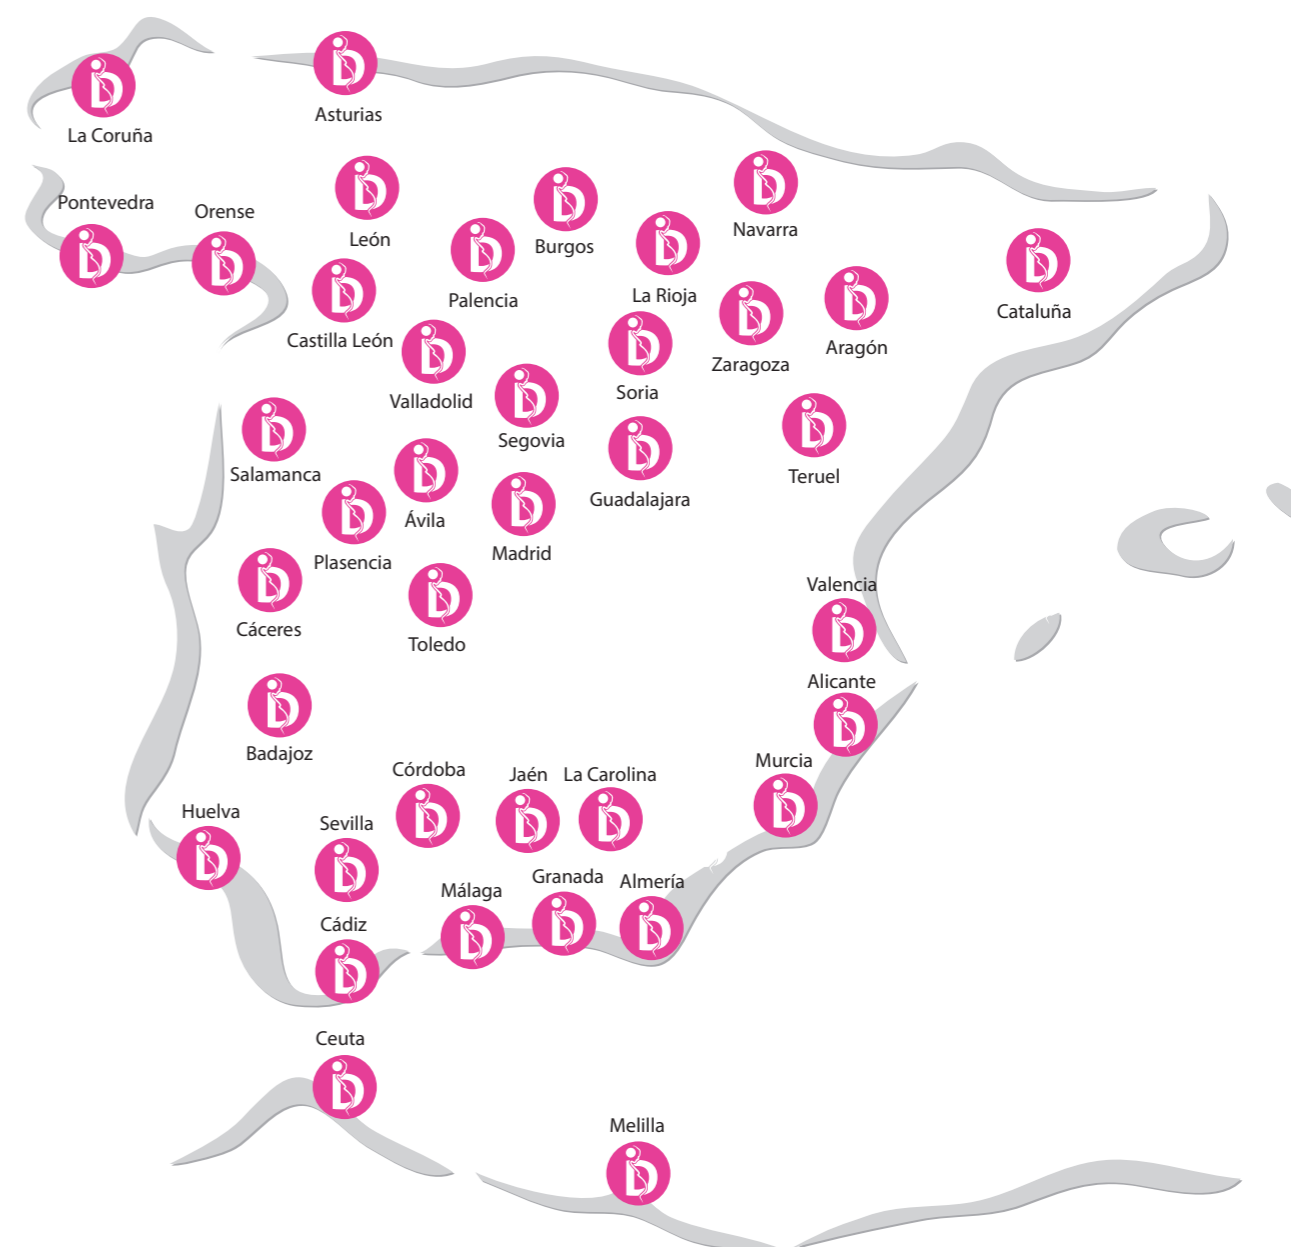 Asturias
La Coruña
Pontevedra
Orense
León
Burgos
Navarra
Palencia
La Rioja
Cataluña
Castilla León
Aragón
Zaragoza
Valladolid
Soria
Segovia
Salamanca
Teruel
Guadalajara
Ávila
Madrid
Plasencia
Valencia
Cáceres
Toledo
Alicante
Badajoz
Murcia
Córdoba
Jaén
La Carolina
Huelva
Sevilla
Málaga
Granada
Almería
Cádiz
Ceuta
Melilla